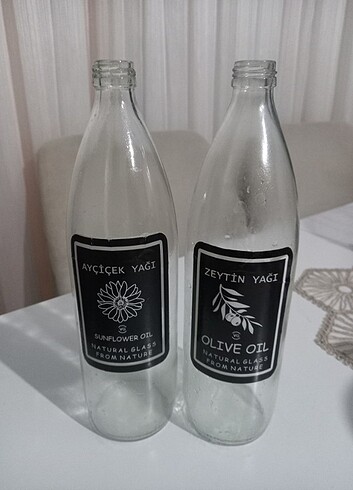 AYÇİÇEK YAĞI
SUNFLOWER OIL
NATURAL GLASS
FROM NATURE
ZEYTİN YAĞI
OLIVE OIL
NATURAL GLASS
FROM NATURE